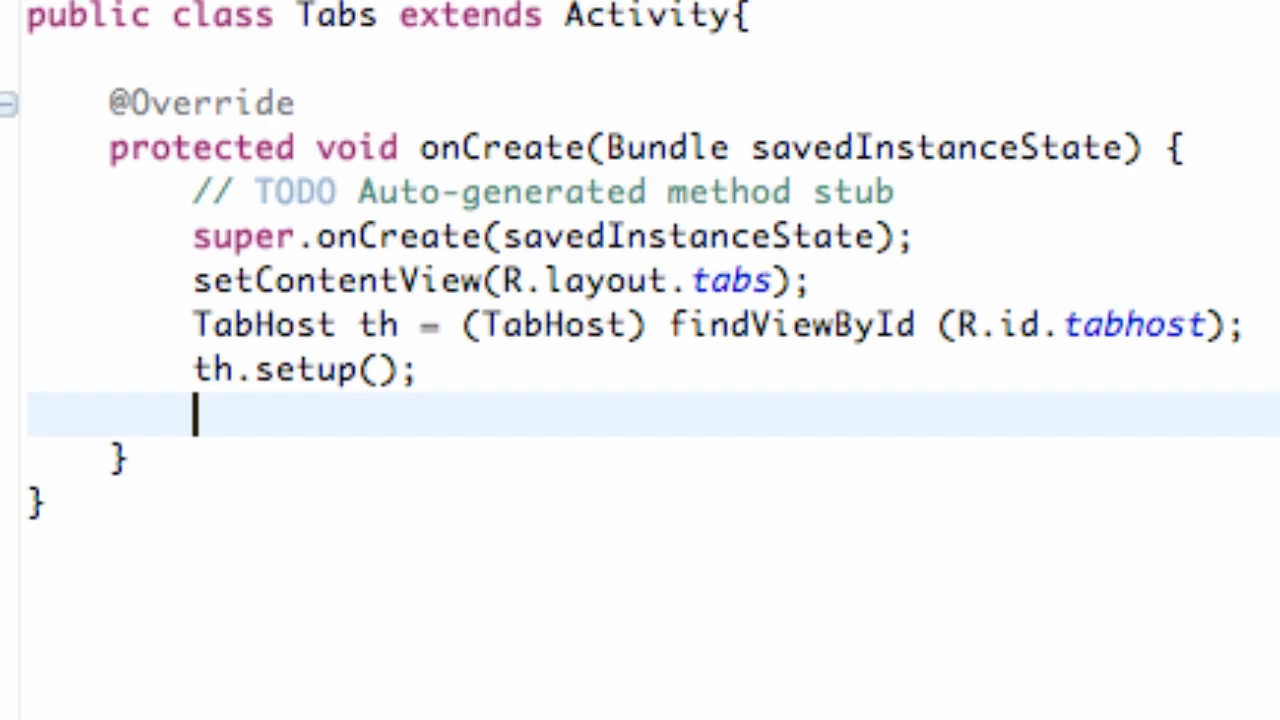 public class Tabs extends Activity{
@Override
protected void onCreate(Bundle savedInstanceState) {
// TODO Auto-generated method stub
super.onCreate(savedInstanceState);
setContentView(R.layout.tabs);
TabHost th = (TabHost) findViewById (R.id.tabhost);
th.setup();
}
}